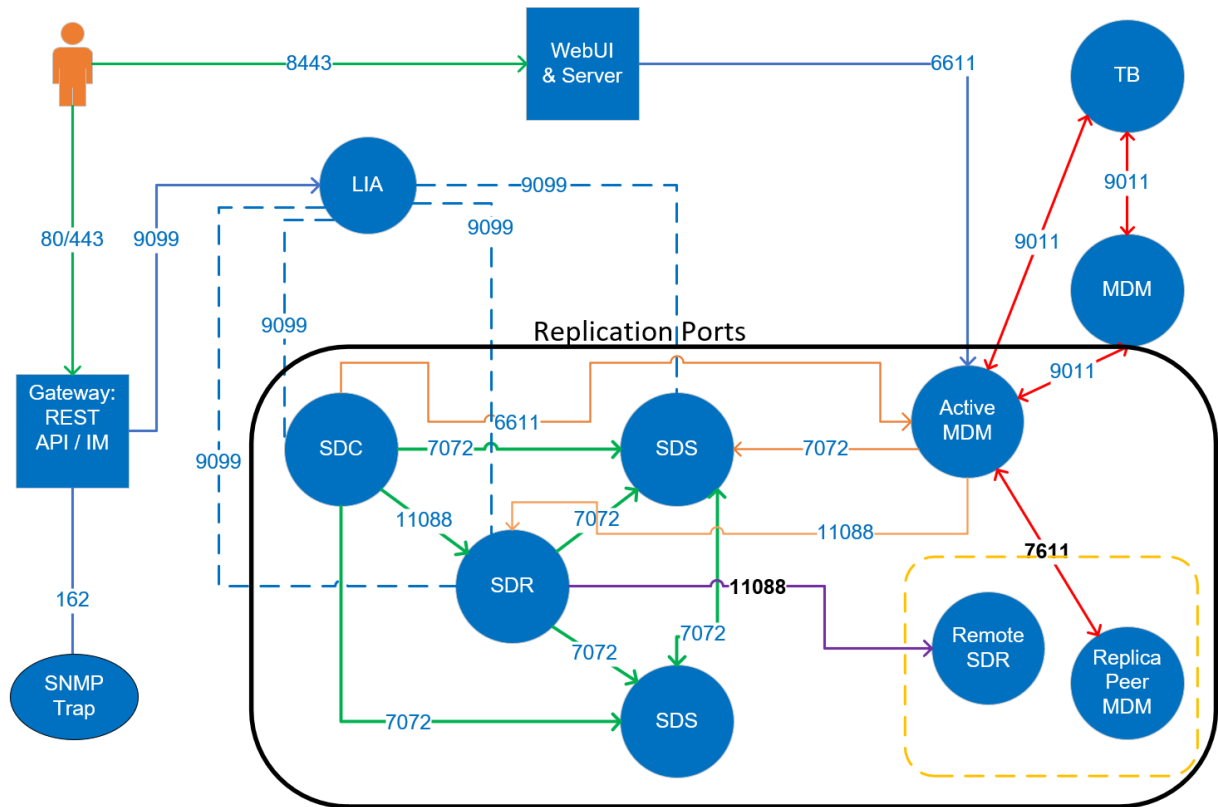 8443
WebUI
& Server
6611
TB
LIA
9099
9011
80/443
9099
9099
9011
MDM
9099
Replication Ports
9011
Gateway:
REST
API / IM
6611
Active
MDM
SDC
7072
SDS
7072
9099
11088
7072
11088
7611
SDR
11088
162
Remote
SDR
7072
7072
Replica
Peer
MDM
SNMP
Trap
7072
SDS